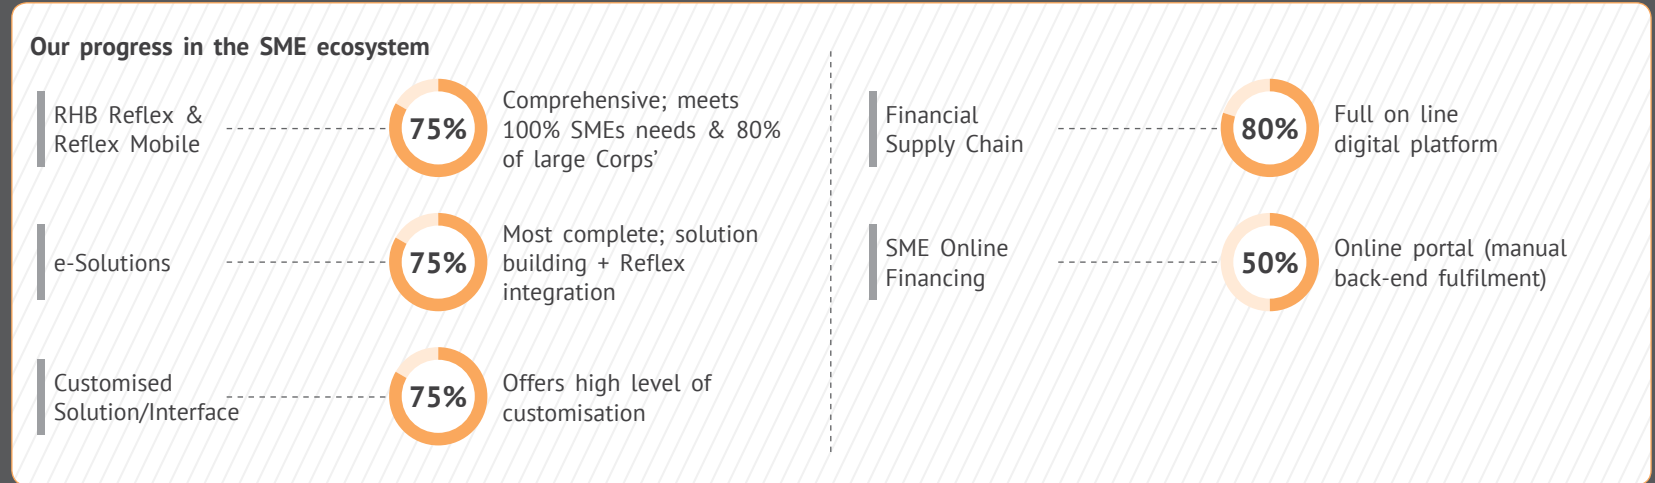 Our progress in the SME ecosystem
RHB Reflex &
Reflex Mobile
75%
Comprehensive; meets
100% SMEs needs & 80%
of large Corps’
e-Solutions
75%
Most complete; solution
building + Reflex
integration
Customised
Solution/Interface
75%
Offers high level of
customisation
Financial
Supply Chain
80%
Full on line
digital platform
SME Online
Financing
50%
Online portal (manual
back-end fulfilment)